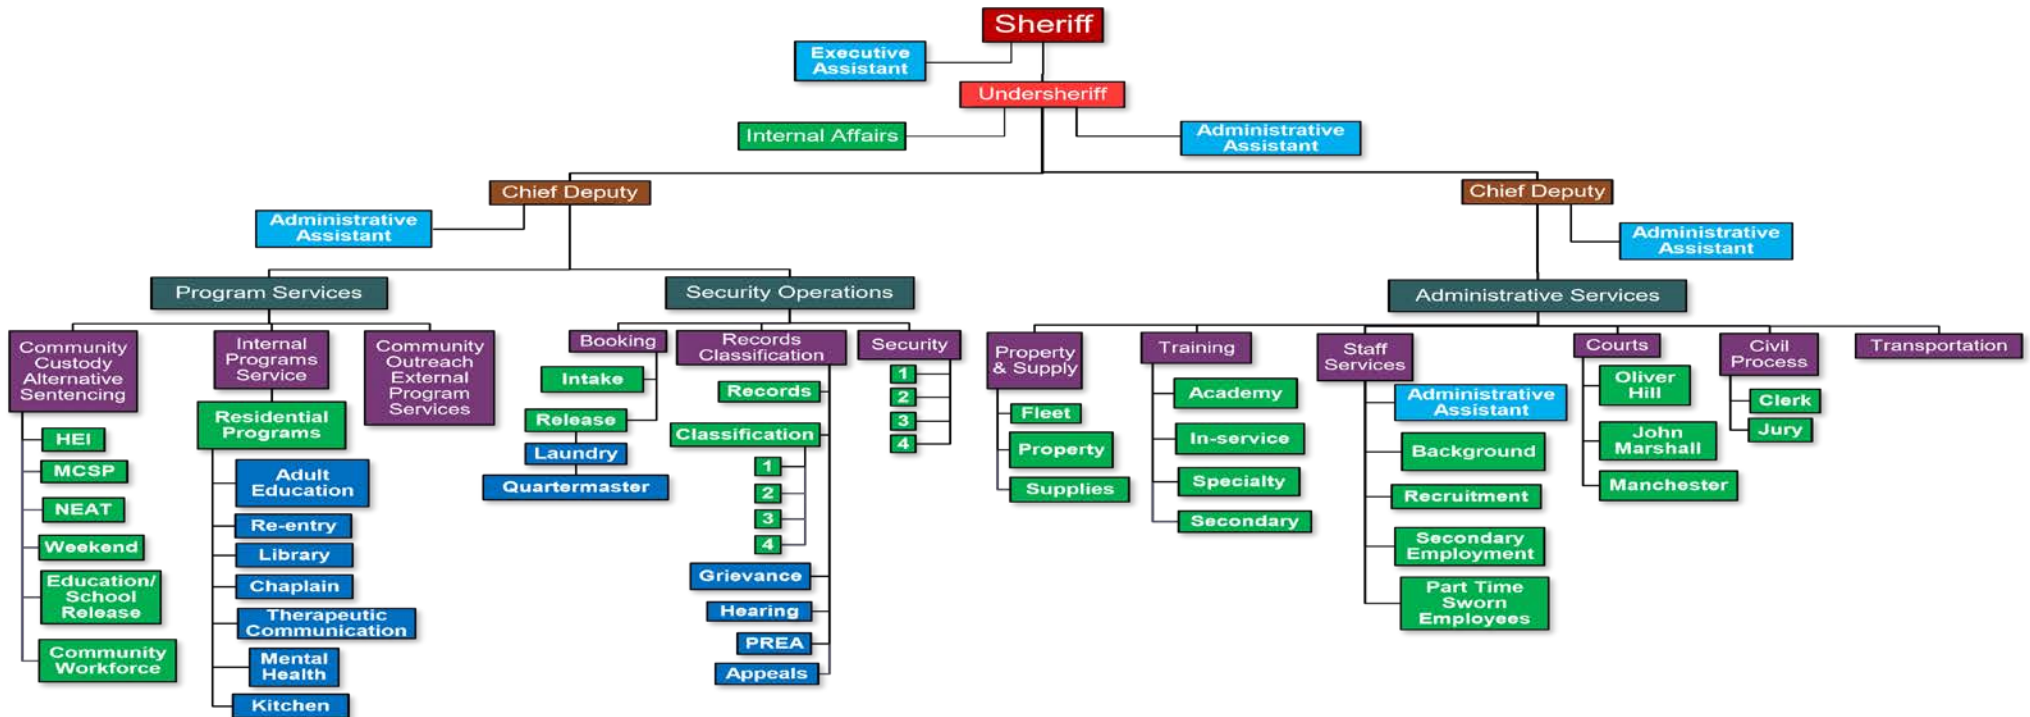 Sheriff
Executive
Assistant
Undersheriff
Internal Affairs
Administrative
Assistant
Chief Deputy
Chief Deputy
Administrative
Assistant
Administrative
Assistant
Program Services
Security Operations
Administrative Services
Community
Custody
Alternative
Sentencing
HEI
MCSP
NEAT
Weekend
Education/
School
Release
Community
Workforce
Internal
Programs
Service
Residential
Programs
Adult
Education
Re-entry
Library
Chaplain
Therapeutic
Communication
Mental
Health
Kitchen
Community
Outreach
External
Program
Services
Booking
Intake
Release
Laundry
Quartermaster
Records
Classification
Records
Classification
1
2
3
4
Grievance
Hearing
PREA
Appeals
Security
1
2
3
4
Property
& Supply
Fleet
Property
Supplies
Training
Academy
In-service
Specialty
Secondary
Staff
Services
Administrative
Assistant
Background
Recruitment
Secondary
Employment
Part Time
Sworn
Employees
Courts
Oliver
Hill
John
Marshall
Manchester
Civil
Process
Clerk
Jury
Transportation